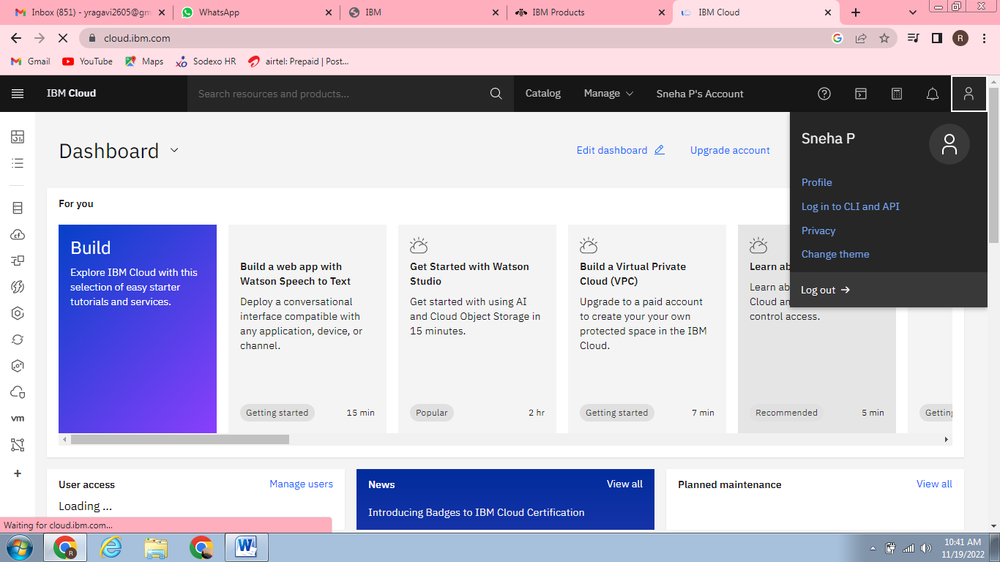 Inbox (851) - yragavi2605@gm
WhatsApp
IBM
IBM Products
IBM Cloud
cloud.ibm.com
R
Gmail
YouTube
Maps
Sodexo HR
airtel: Prepaid | Post...
IBM Cloud
Search resources and products...
Catalog
Manage
Sneha P's Account
Dashboard
Edit dashboard
Upgrade account
Sneha P
Profile
Log in to CLI and API
Privacy
Change theme
Log out
For you
Build
Explore IBM Cloud with this
selection of easy starter
tutorials and services.
Build a web app with
Watson Speech to Text
Deploy a conversational
interface compatible with
any application, device, or
channel.
Getting started
15 min
Get Started with Watson
Studio
Get started with using AI
and Cloud Object Storage in
15 minutes.
Popular
2 hr
Build a Virtual Private
Cloud (VPC)
Upgrade to a paid account
to create your your own
protected space in the IBM
Cloud.
Getting started
7 min
Learn ab
Learn ab
Cloud an
control access.
Recommended
5 min
Getting
vm
User access
Manage users
Loading ...
News
View all
Introducing Badges to IBM Cloud Certification
Planned maintenance
View all
Waiting for cloud.ibm.com...
10:41 AM
11/19/2022